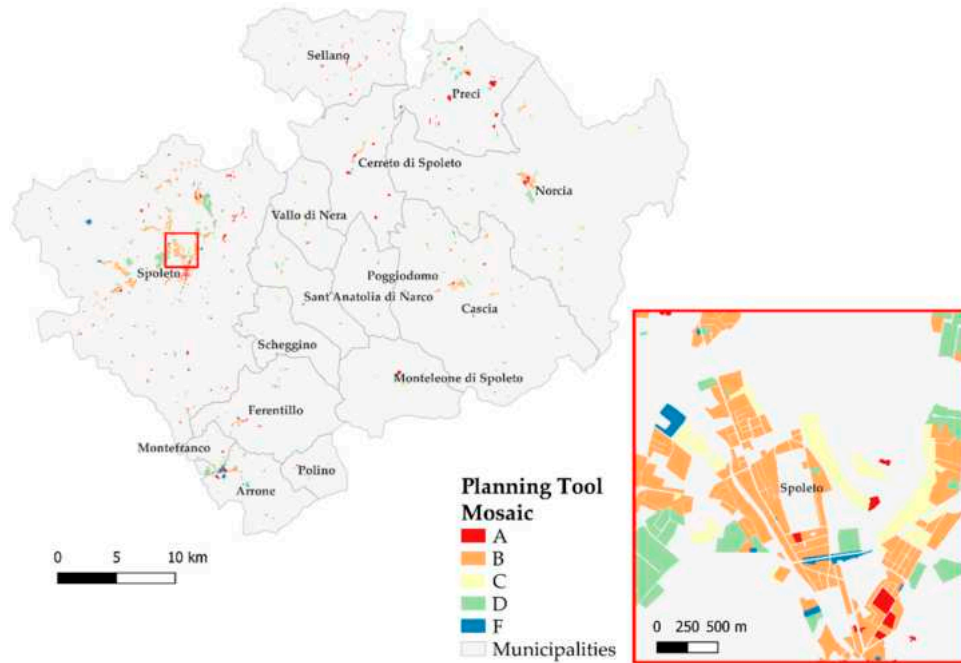 Sellano
Preci
Cerreto di Spoleto
Norcia
Vallo di Nera
Spoleto
Poggiodomo
Sant'Anatolia di Narco
Cascia
Scheggino
Monteleone di Spoleto
Ferentillo
Montefranco
Polino
Arrone
0 5 10 km
Planning Tool
Mosaic
A
B
C
D
F
Municipalities
Spoleto
0 250 500 m